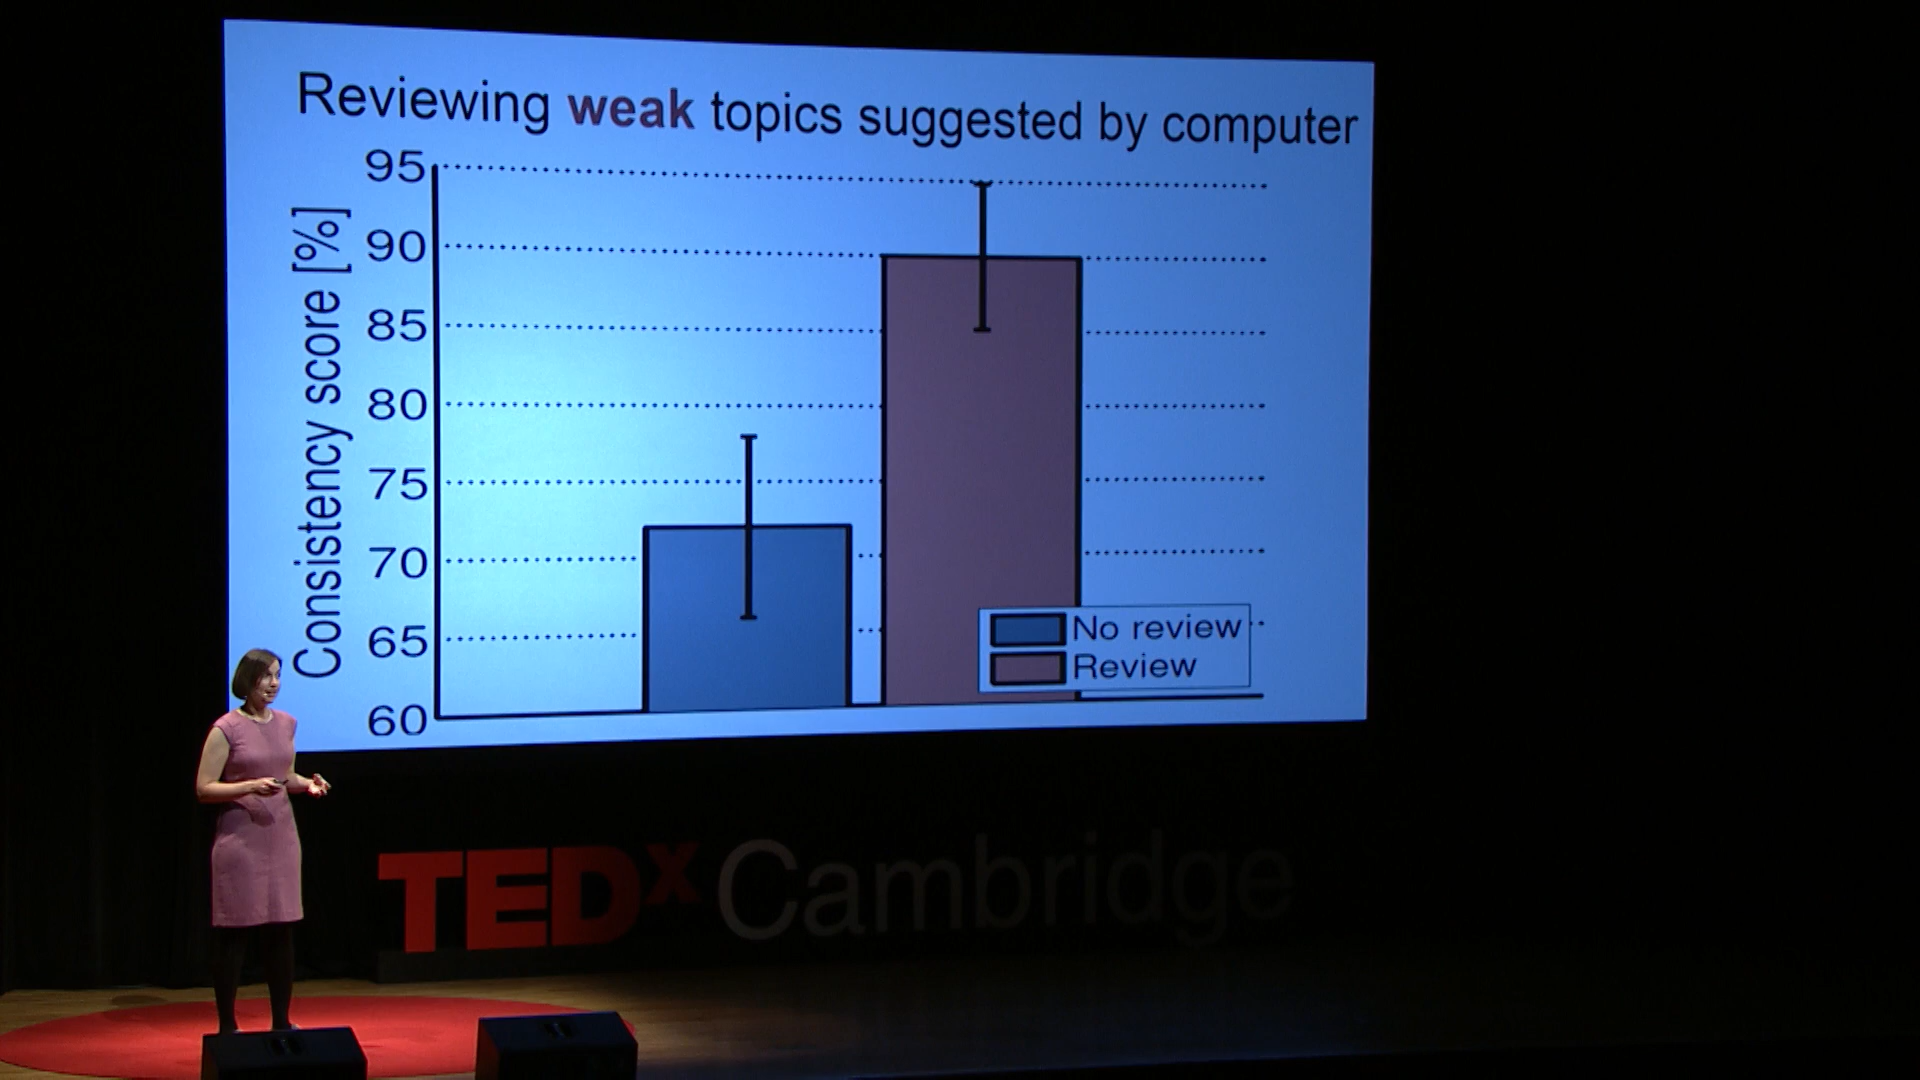 Reviewing weak topics suggested by computer
Consistency score [%]
95
90
85
80
75
70
65
60
No review
Review
TEDx Cambridge